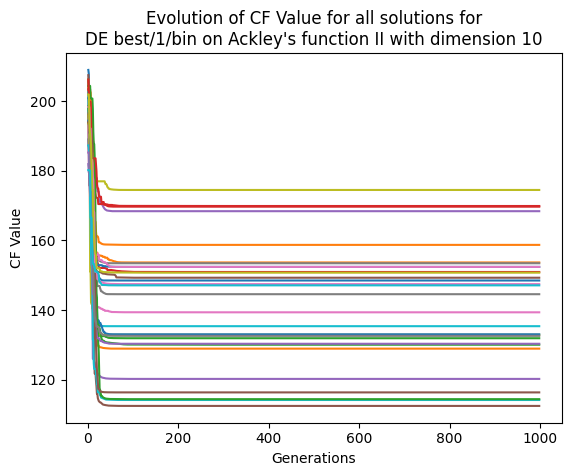 Evolution of CF Value for all solutions for
DE best/1/bin on Ackley's function II with dimension 10
CF Value
200
180
160
140
120
0 200 400 600 800 1000
Generations